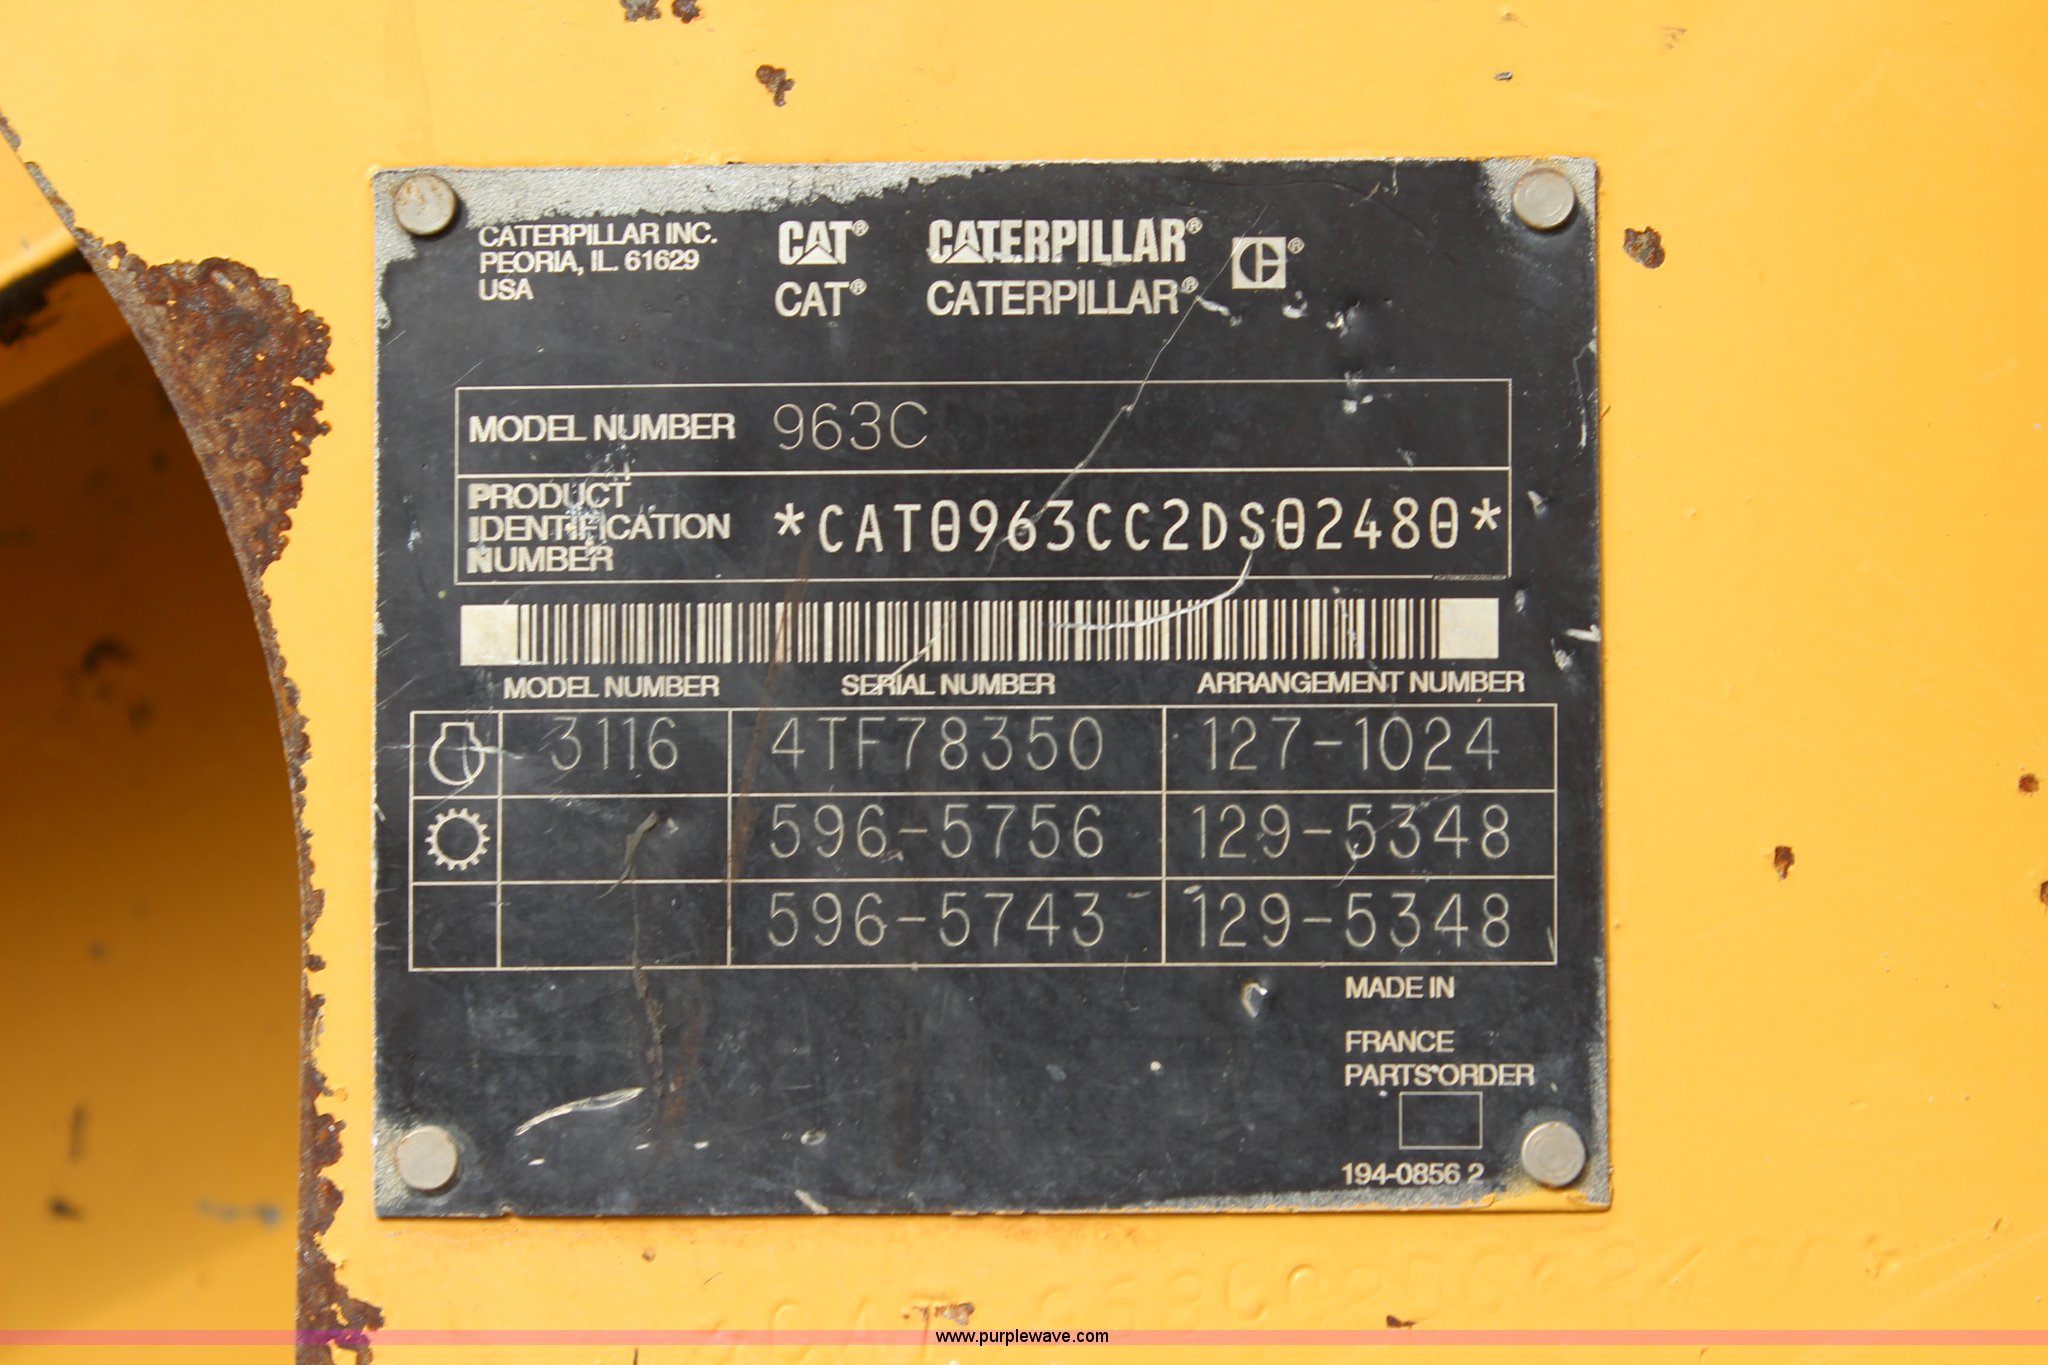 CATERPILLAR INC.
PEORIA, IL. 61629
USA
CAT® CATERPILLAR® C®
CAT® CATERPILLAR®
MODEL NUMBER 963C
PRODUCT
IDENTIFICATION
NUMBER
*CAT0963CC2DS02480*
MODEL NUMBER SERIAL NUMBER ARRANGEMENT NUMBER
3116 4TF78350 127-1024
596-5756 129-5348
596-5743 129-5348
MADE IN
FRANCE
PARTS ORDER
194-0856 2
www.purplewave.com